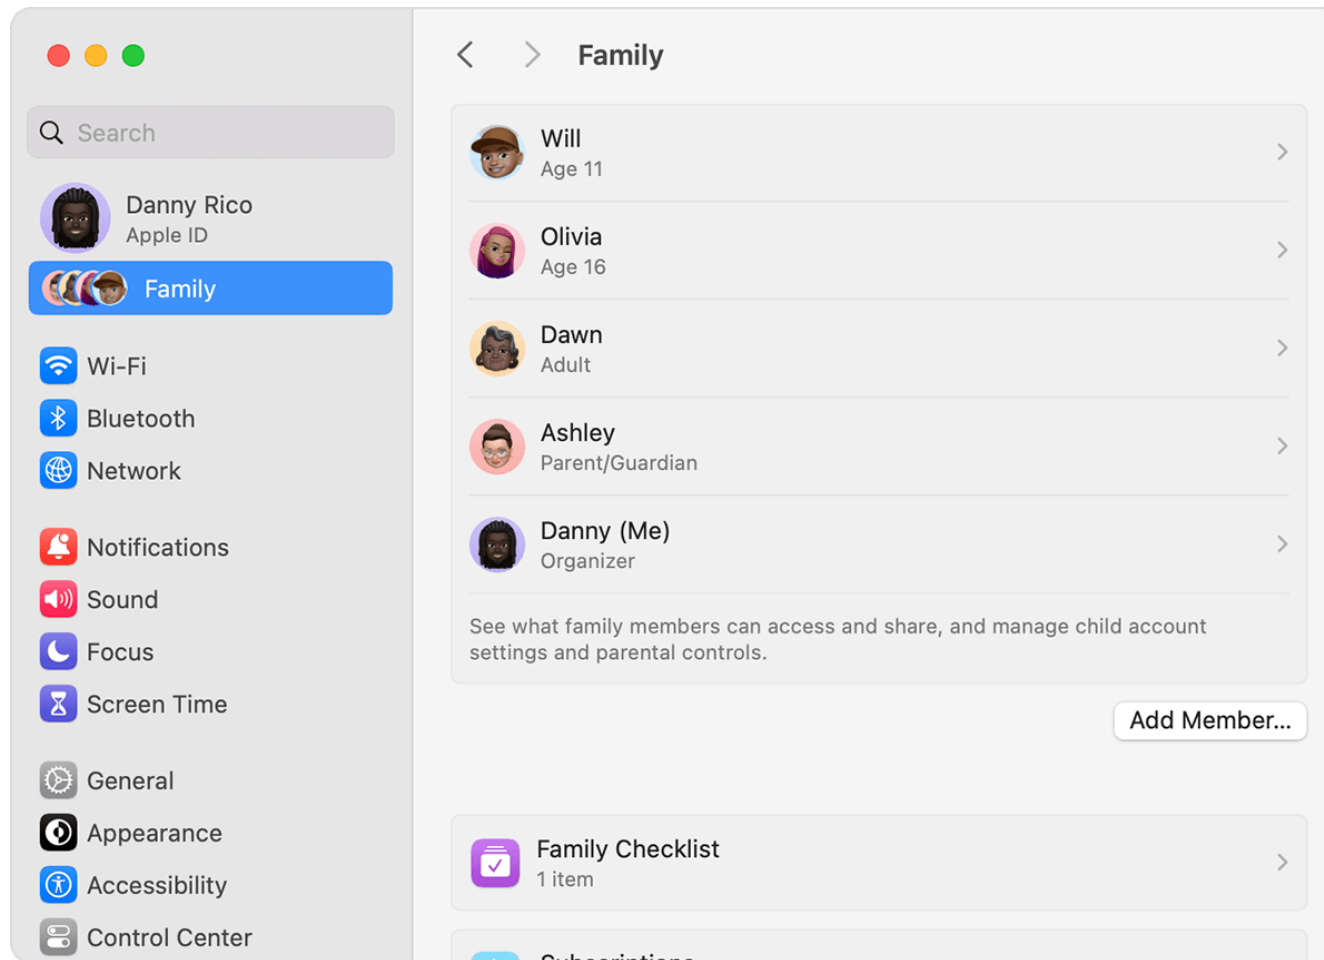 Family
Search
Danny Rico
Apple ID
Family
Wi-Fi
Bluetooth
Network
Notifications
Sound
Focus
Screen Time
General
Appearance
Accessibility
Control Center
Will
Age 11
Olivia
Age 16
Dawn
Adult
Ashley
Parent/Guardian
Danny (Me)
Organizer
See what family members can access and share, and manage child account
settings and parental controls.
Add Member...
Family Checklist
1 item
Subscriptions